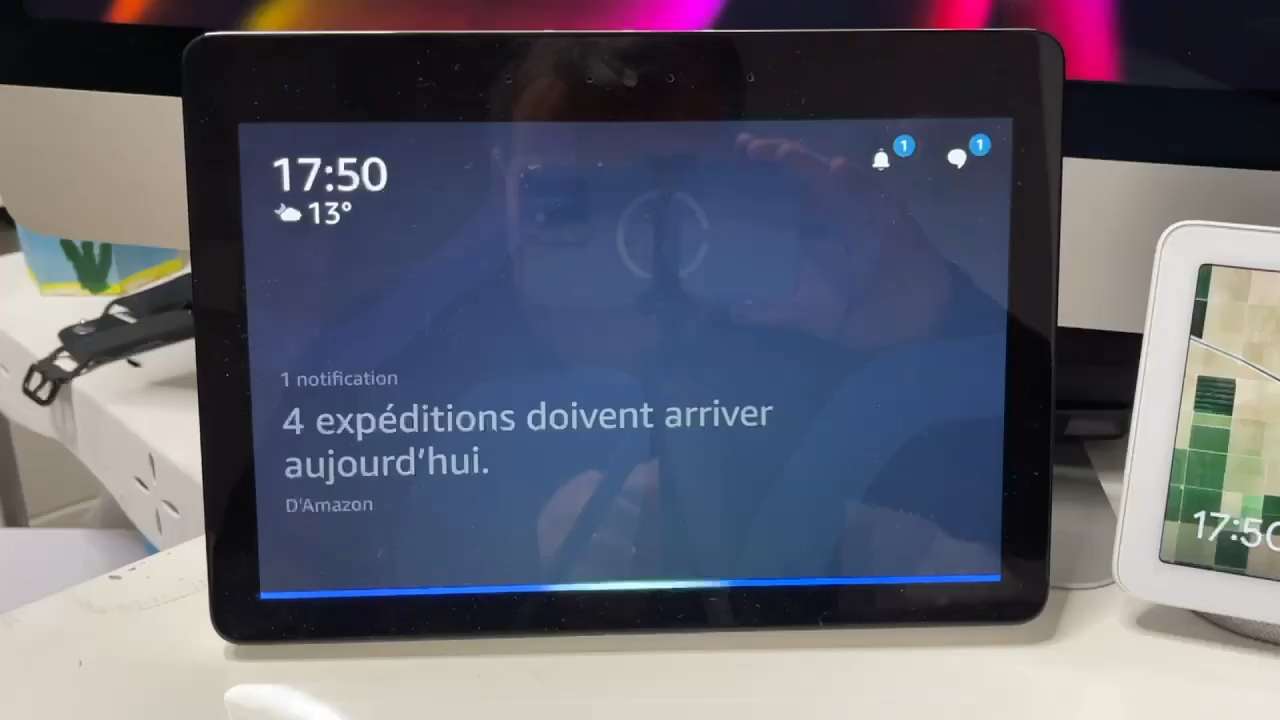 17:50
13°
1
1
1 notification
4 expéditions doivent arriver
aujourd'hui.
D'Amazon
17:50